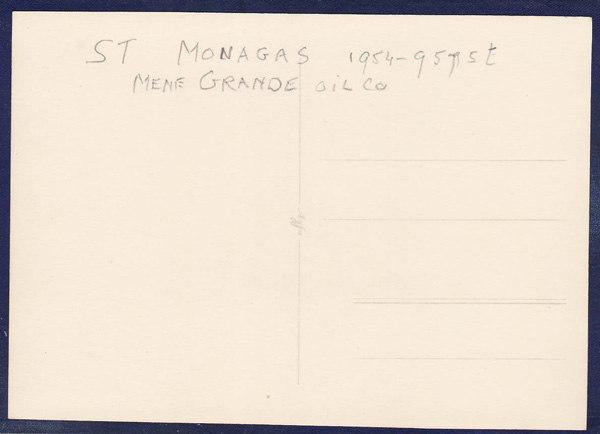 ST MONAGAS 1954-95
MENE GRANDE OIL CO